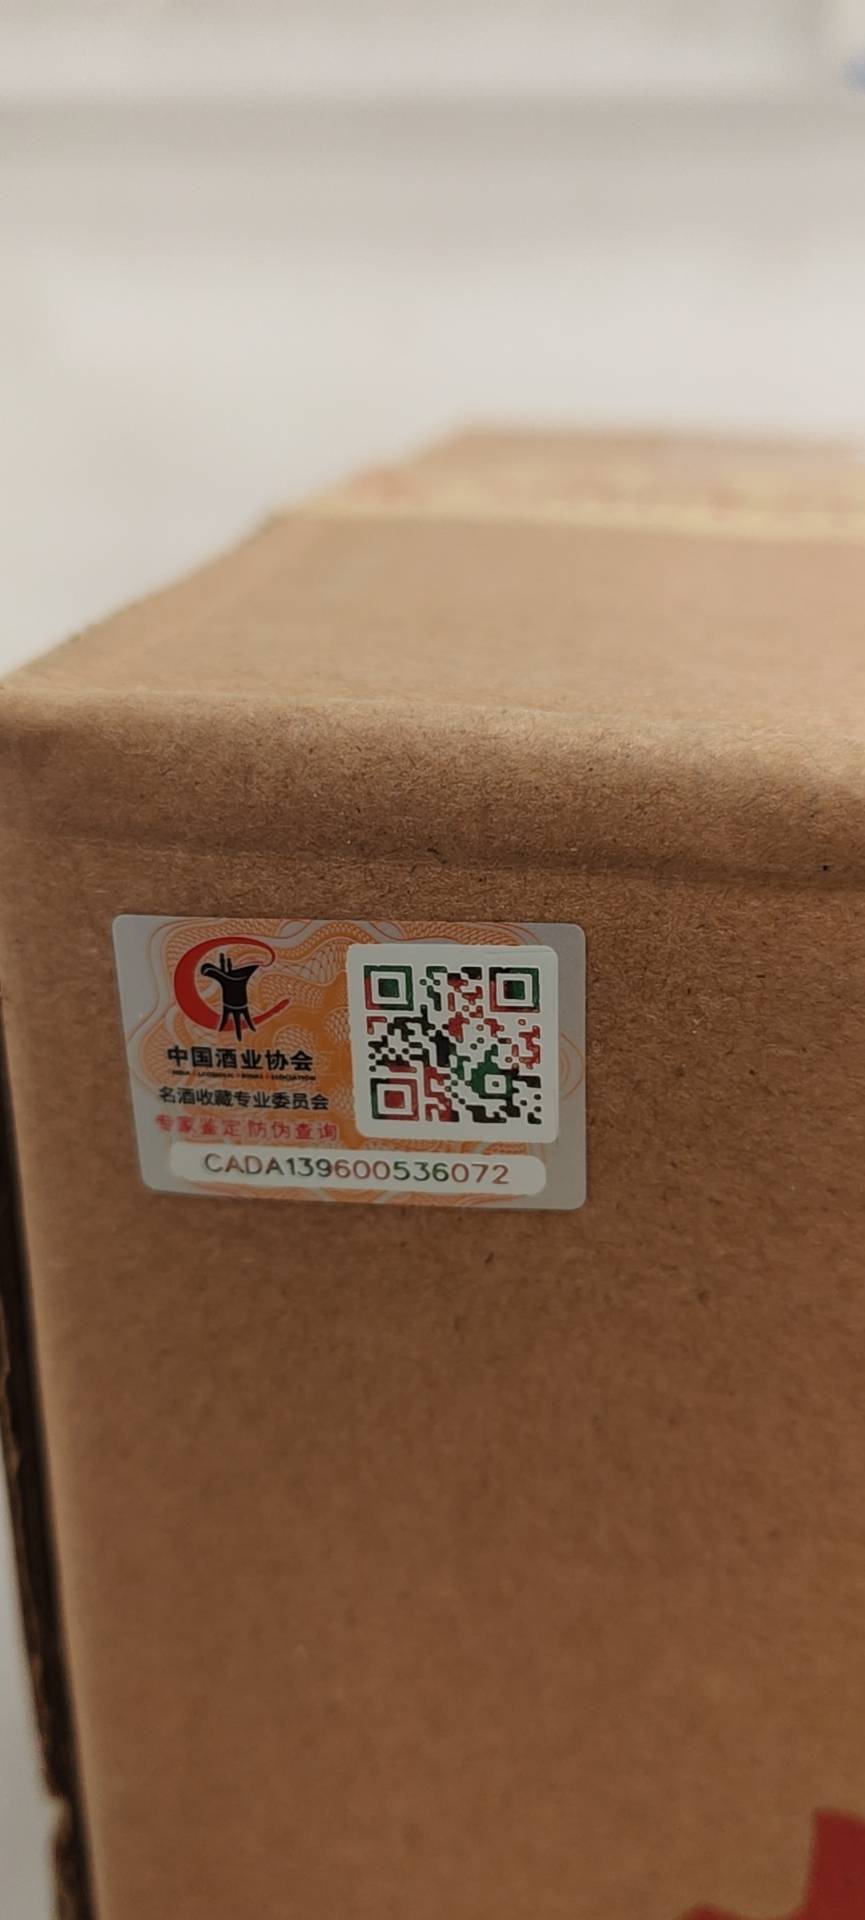 中国酒业协会
名酒收藏专业委员会
专家鉴定 防伪查询
CADA139600536072